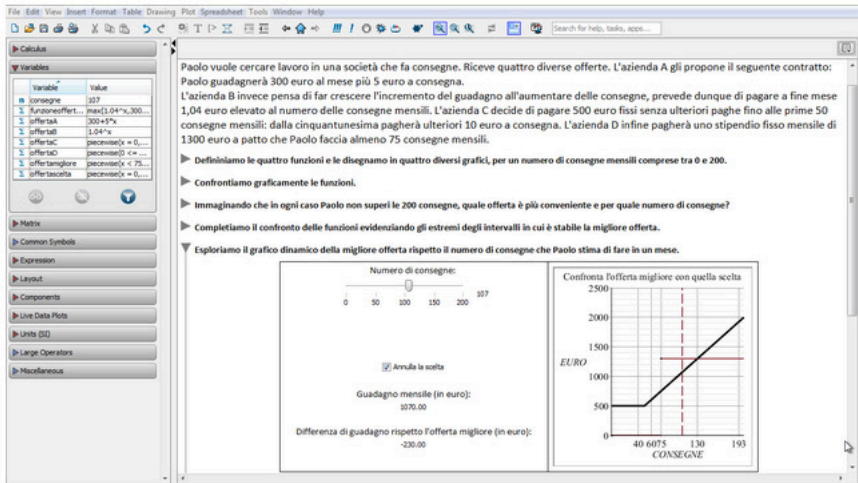 File Edit View Insert Format Table Drawing Plot Spreadsheet Tools Window Help
Search for help, tasks, apps...
Calculus
Variables
Variable Value
consegne 107
funzioneoffert... max(1.04^x,300...
offertaA 300+5*x
offertaB 1.04^x
offertaC piecewise(x = 0,...
offertaD piecewise(0 <= ...
offertamigliore piecewise(x < 75...
offertascelta piecewise(x = 0,...
Matrix
Common Symbols
Expression
Layout
Components
Live Data Plots
Units (SI)
Large Operators
Miscellaneous
Paolo vuole cercare lavoro in una società che fa consegne. Riceve quattro diverse offerte. L'azienda A gli propone il seguente contratto:
Paolo guadagnerà 300 euro al mese più 5 euro a consegna.
L'azienda B invece pensa di far crescere l'incremento del guadagno all'aumentare delle consegne, prevede dunque di pagare a fine mese
1,04 euro elevato al numero delle consegne mensili. L'azienda C decide di pagare 500 euro fissi senza ulteriori paghe fino alle prime 50
consegne mensili: dalla cinquantunesima pagherà ulteriori 10 euro a consegna. L'azienda D infine pagherà uno stipendio fisso mensile di
1300 euro a patto che Paolo faccia almeno 75 consegne mensili.
Defininiamo le quattro funzioni e le disegnamo in quattro diversi grafici, per un numero di consegne mensili comprese tra 0 e 200.
Confrontiamo graficamente le funzioni.
Immaginando che in ogni caso Paolo non superi le 200 consegne, quale offerta è più conveniente e per quale numero di consegne?
Completiamo il confronto delle funzioni evidenziando gli estremi degli intervalli in cui è stabile la migliore offerta.
Esploriamo il grafico dinamico della migliore offerta rispetto il numero di consegne che Paolo stima di fare in un mese.
Numero di consegne:
0 50 100 150 200 107
Annulla la scelta
Guadagno mensile (in euro):
1070.00
Differenza di guadagno rispetto l'offerta migliore (in euro):
-230.00
Confronta l'offerta migliore con quella scelta
2500
2000
1500
EURO
1000
500
0
40 60 75 130 193
CONSEGNE